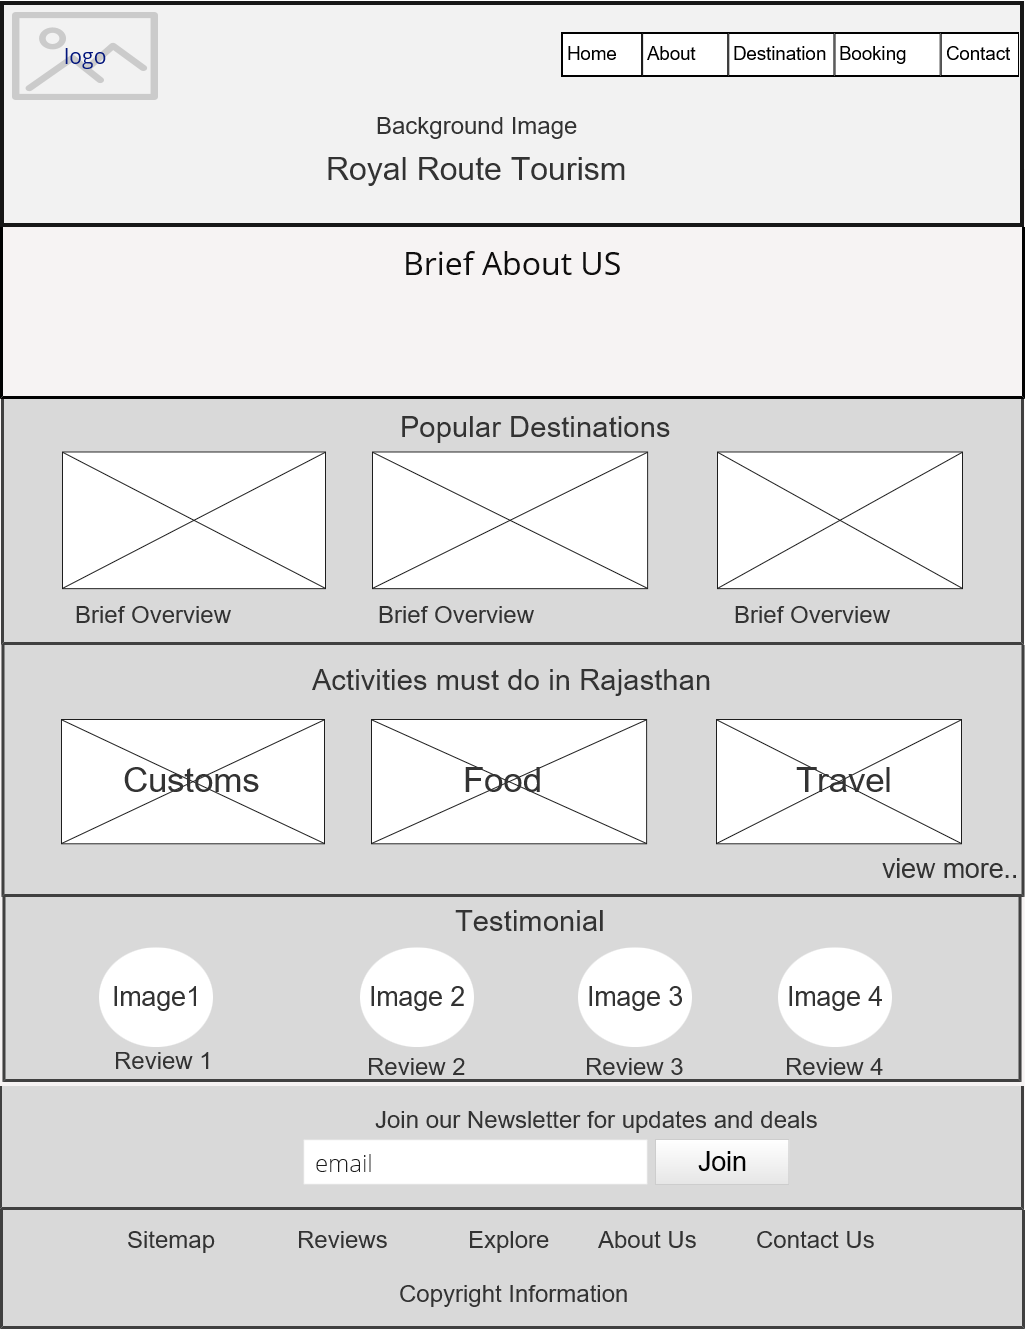 logo
Home About Destination Booking Contact
Background Image
Royal Route Tourism
Brief About US
Popular Destinations
Brief Overview Brief Overview Brief Overview
Activities must do in Rajasthan
Customs Food Travel
view more..
Testimonial
Image1 Image 2 Image 3 Image 4
Review 1 Review 2 Review 3 Review 4
Join our Newsletter for updates and deals
email Join
Sitemap Reviews Explore About Us Contact Us
Copyright Information